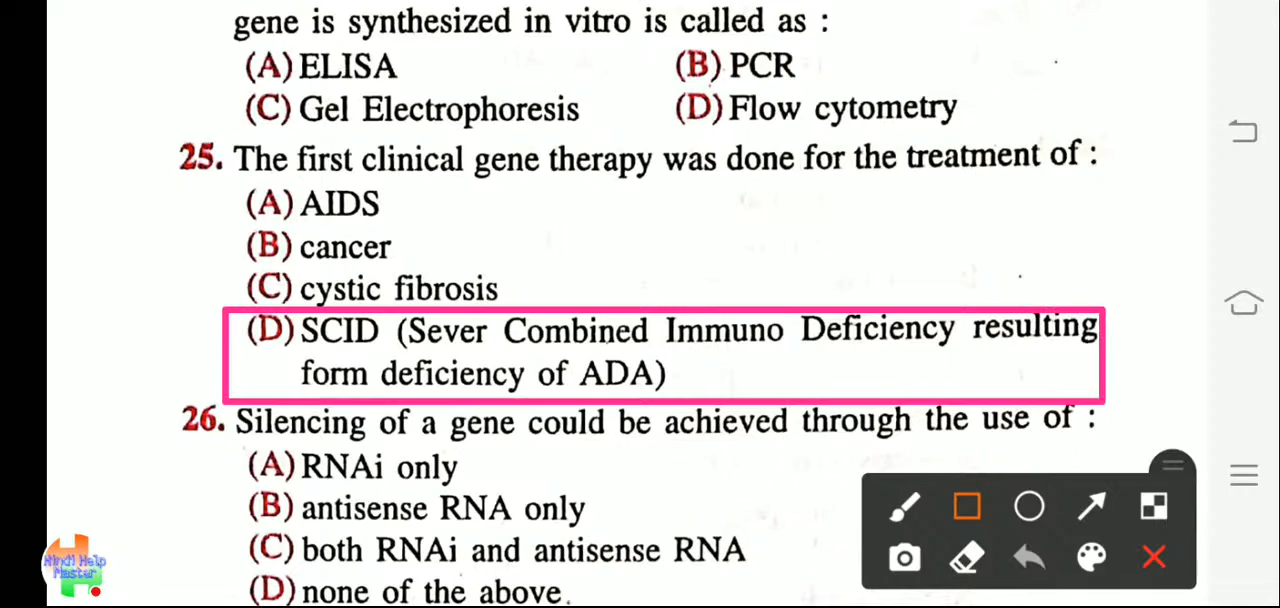 gene is synthesized in vitro is called as :
(A) ELISA (B) PCR
(C) Gel Electrophoresis (D) Flow cytometry
25. The first clinical gene therapy was done for the treatment of :
(A) AIDS
(B) cancer
(C) cystic fibrosis
(D) SCID (Sever Combined Immuno Deficiency resulting
form deficiency of ADA)
26. Silencing of a gene could be achieved through the use of :
(A) RNAi only
(B) antisense RNA only
(C) both RNAi and antisense RNA
(D) none of the above.
Hindi Help
Master